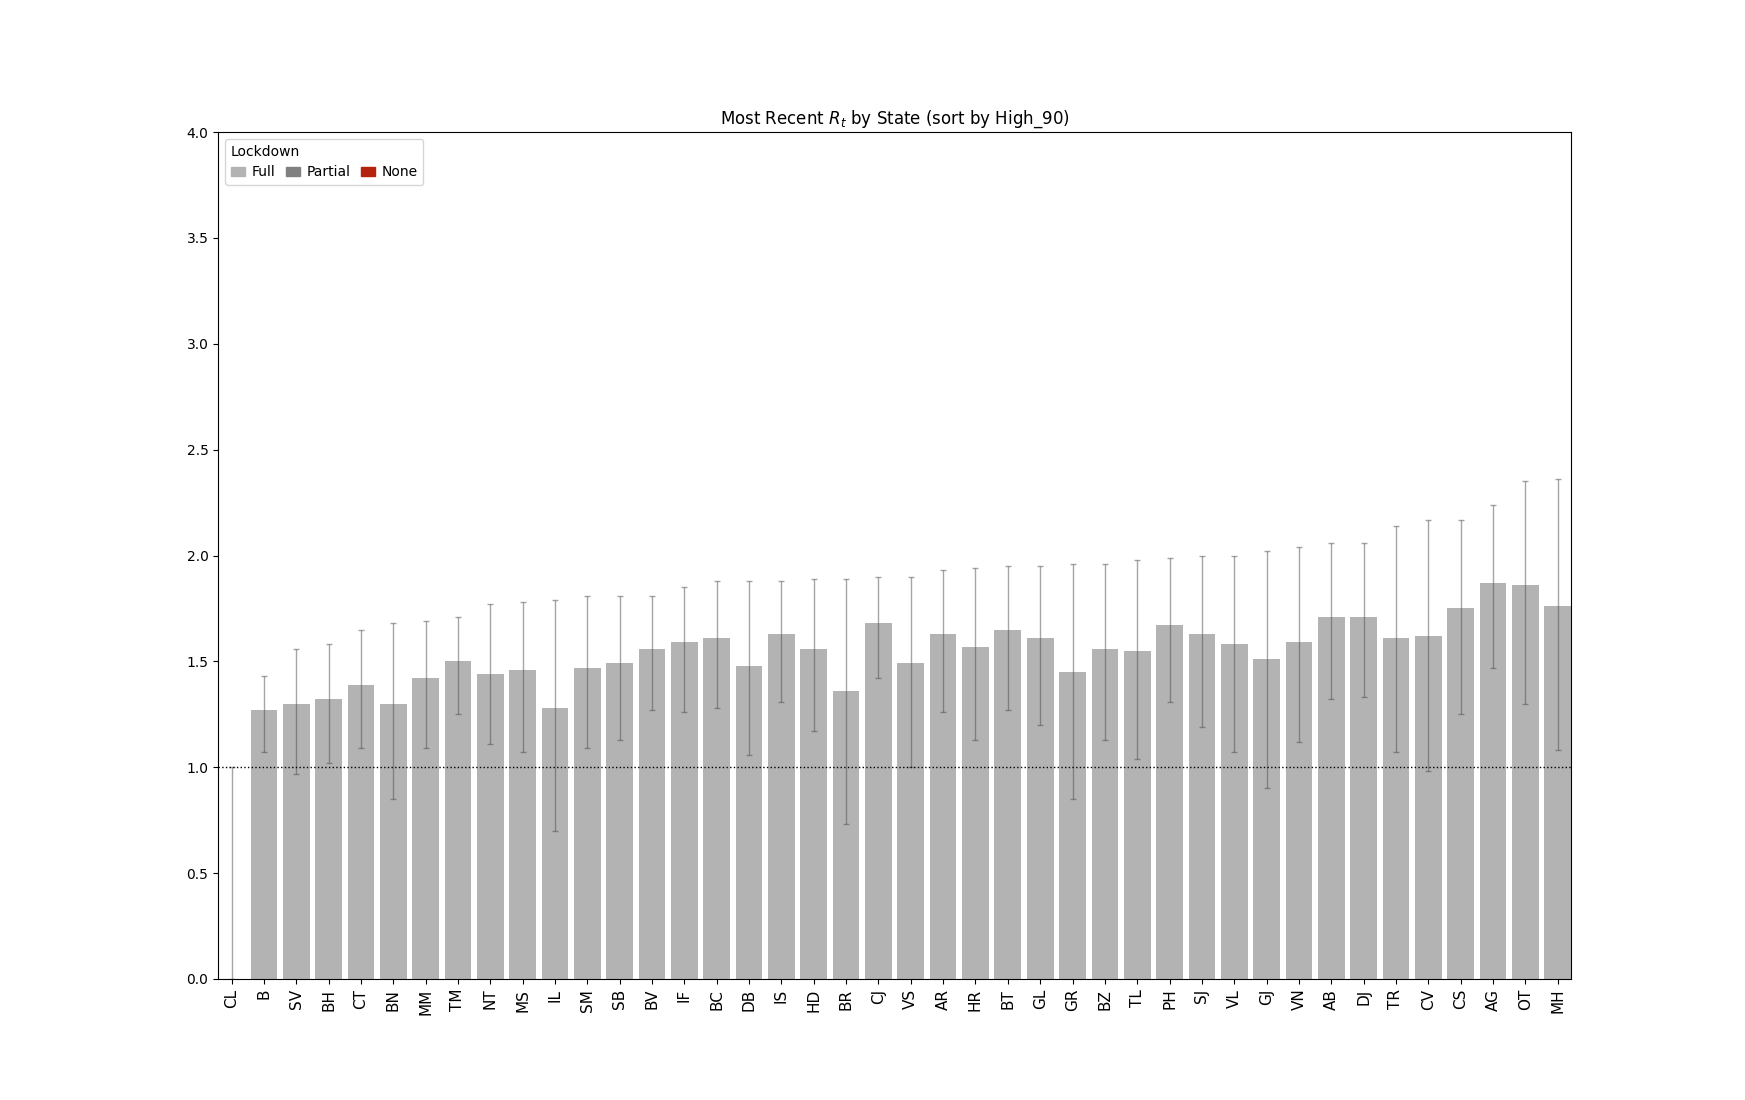 Most Recent R_t by State (sort by High_90)
Lockdown
Full Partial None
4.0
3.5
3.0
2.5
2.0
1.5
1.0
0.5
0.0
CL B SV BH CT BN MM TM NT MS IL SM SB BV IF BC DB IS HD BR CJ VS AR HR BT GL GR BZ TL PH SJ VL GJ VN AB DJ TR CV CS AG OT MH